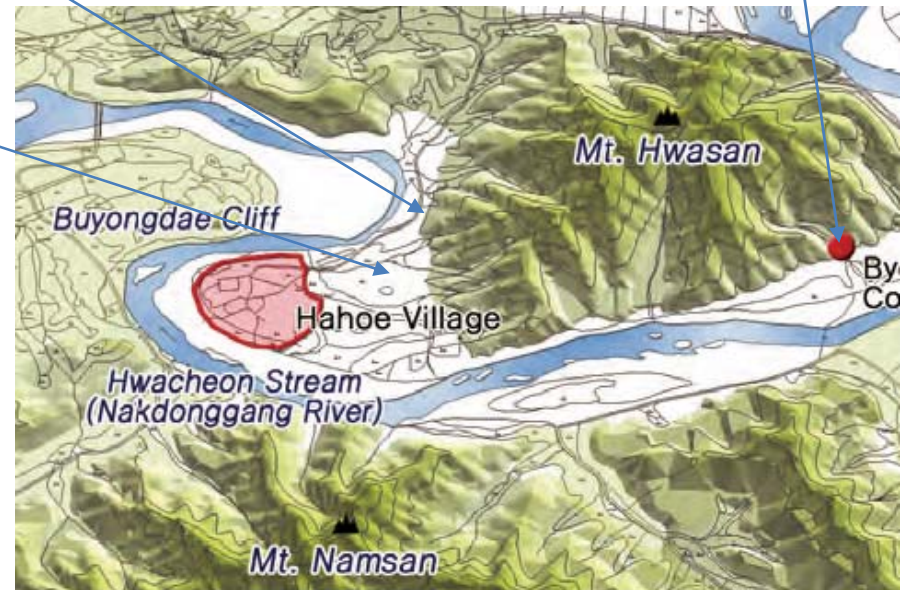 Mt. Hwasan
Buyongdae Cliff
Hahoe Village
Hwacheon Stream
(Nakdonggang River)
Mt. Namsan